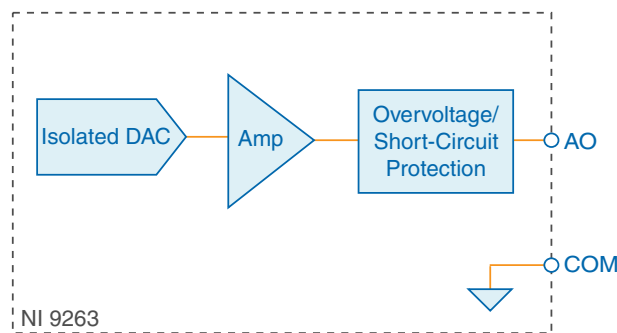 Isolated DAC
Amp
Overvoltage/
Short-Circuit
Protection
AO
COM
NI 9263